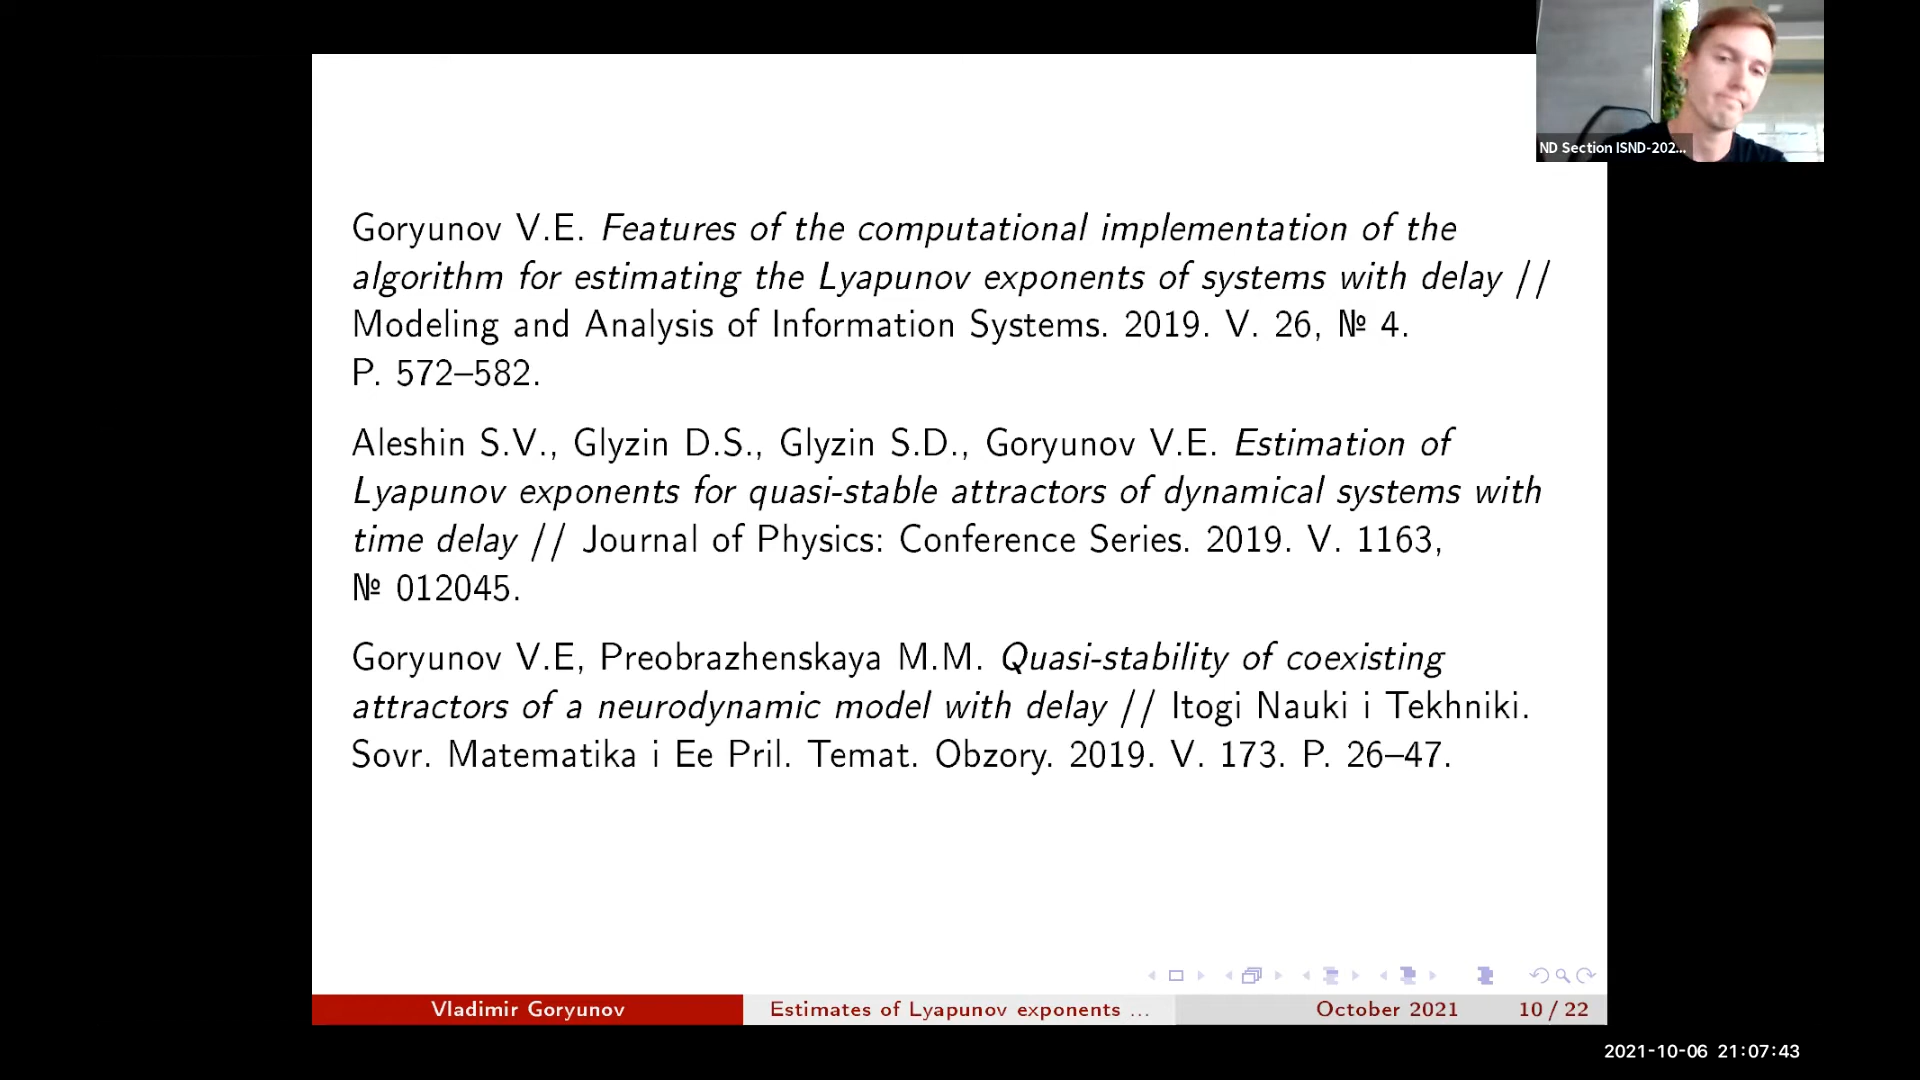 ND Section ISND-202...
Goryunov V.E. Features of the computational implementation of the
algorithm for estimating the Lyapunov exponents of systems with delay //
Modeling and Analysis of Information Systems. 2019. V. 26, № 4.
P. 572–582.
Aleshin S.V., Glyzin D.S., Glyzin S.D., Goryunov V.E. Estimation of
Lyapunov exponents for quasi-stable attractors of dynamical systems with
time delay // Journal of Physics: Conference Series. 2019. V. 1163,
№ 012045.
Goryunov V.E, Preobrazhenskaya M.M. Quasi-stability of coexisting
attractors of a neurodynamic model with delay // Itogi Nauki i Tekhniki.
Sovr. Matematika i Ee Pril. Temat. Obzory. 2019. V. 173. P. 26–47.
Vladimir Goryunov Estimates of Lyapunov exponents ... October 2021 10 / 22
2021-10-06 21:07:43